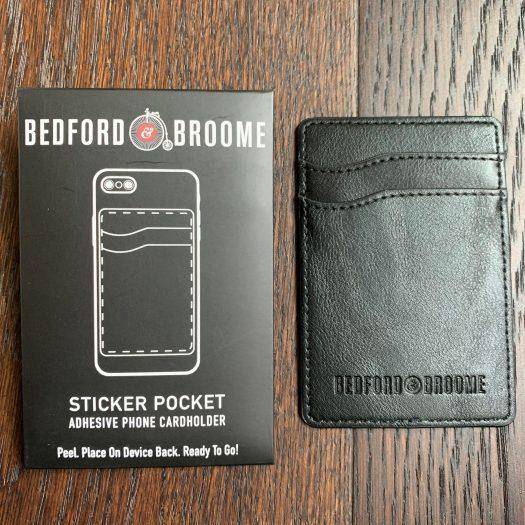 BEDFORD & BROOME
STICKER POCKET
ADHESIVE PHONE CARDHOLDER
Peel. Place On Device Back. Ready To Go!
BEDFORD & BROOME